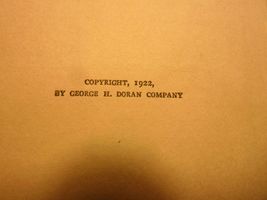 COPYRIGHT, 1922,
BY GEORGE H. DORAN COMPANY